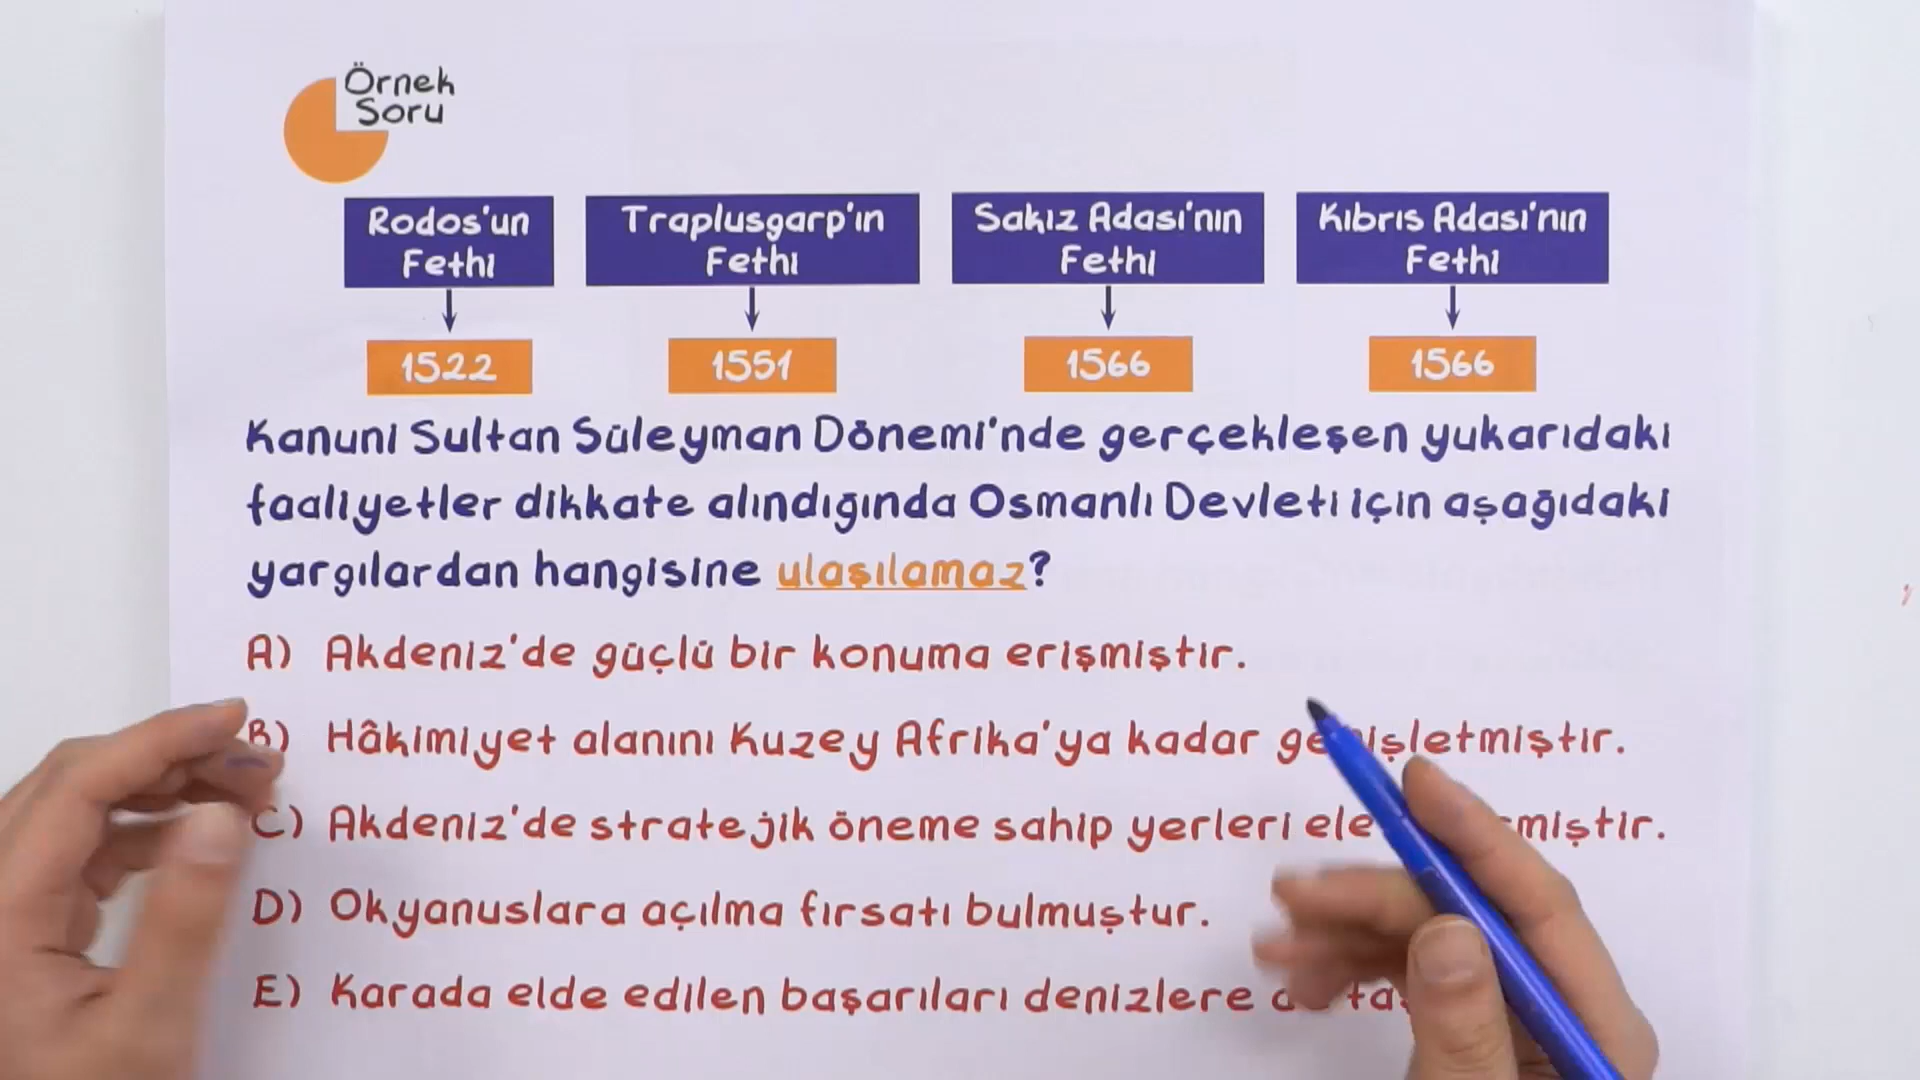 Örnek
Soru
Rodos'un
Fethi
Traplusgarp'ın
Fethi
Sakız Adası'nın
Fethi
Kıbrıs Adası'nın
Fethi
1522
1551
1566
1566
Kanuni Sultan Süleyman Dönemi'nde gerçekleşen yukarıdaki
faaliyetler dikkate alındığında Osmanlı Devleti için aşağıdaki
yargılardan hangisine ulaşılamaz?
A) Akdeniz'de güçlü bir konuma erişmiştir.
B) Hâkimiyet alanını Kuzey Afrika'ya kadar genişletmiştir.
C) Akdeniz'de stratejik öneme sahip yerleri ele
D) Okyanuslara açılma fırsatı bulmuştur.
E) Karada elde edilen başarıları denizlere